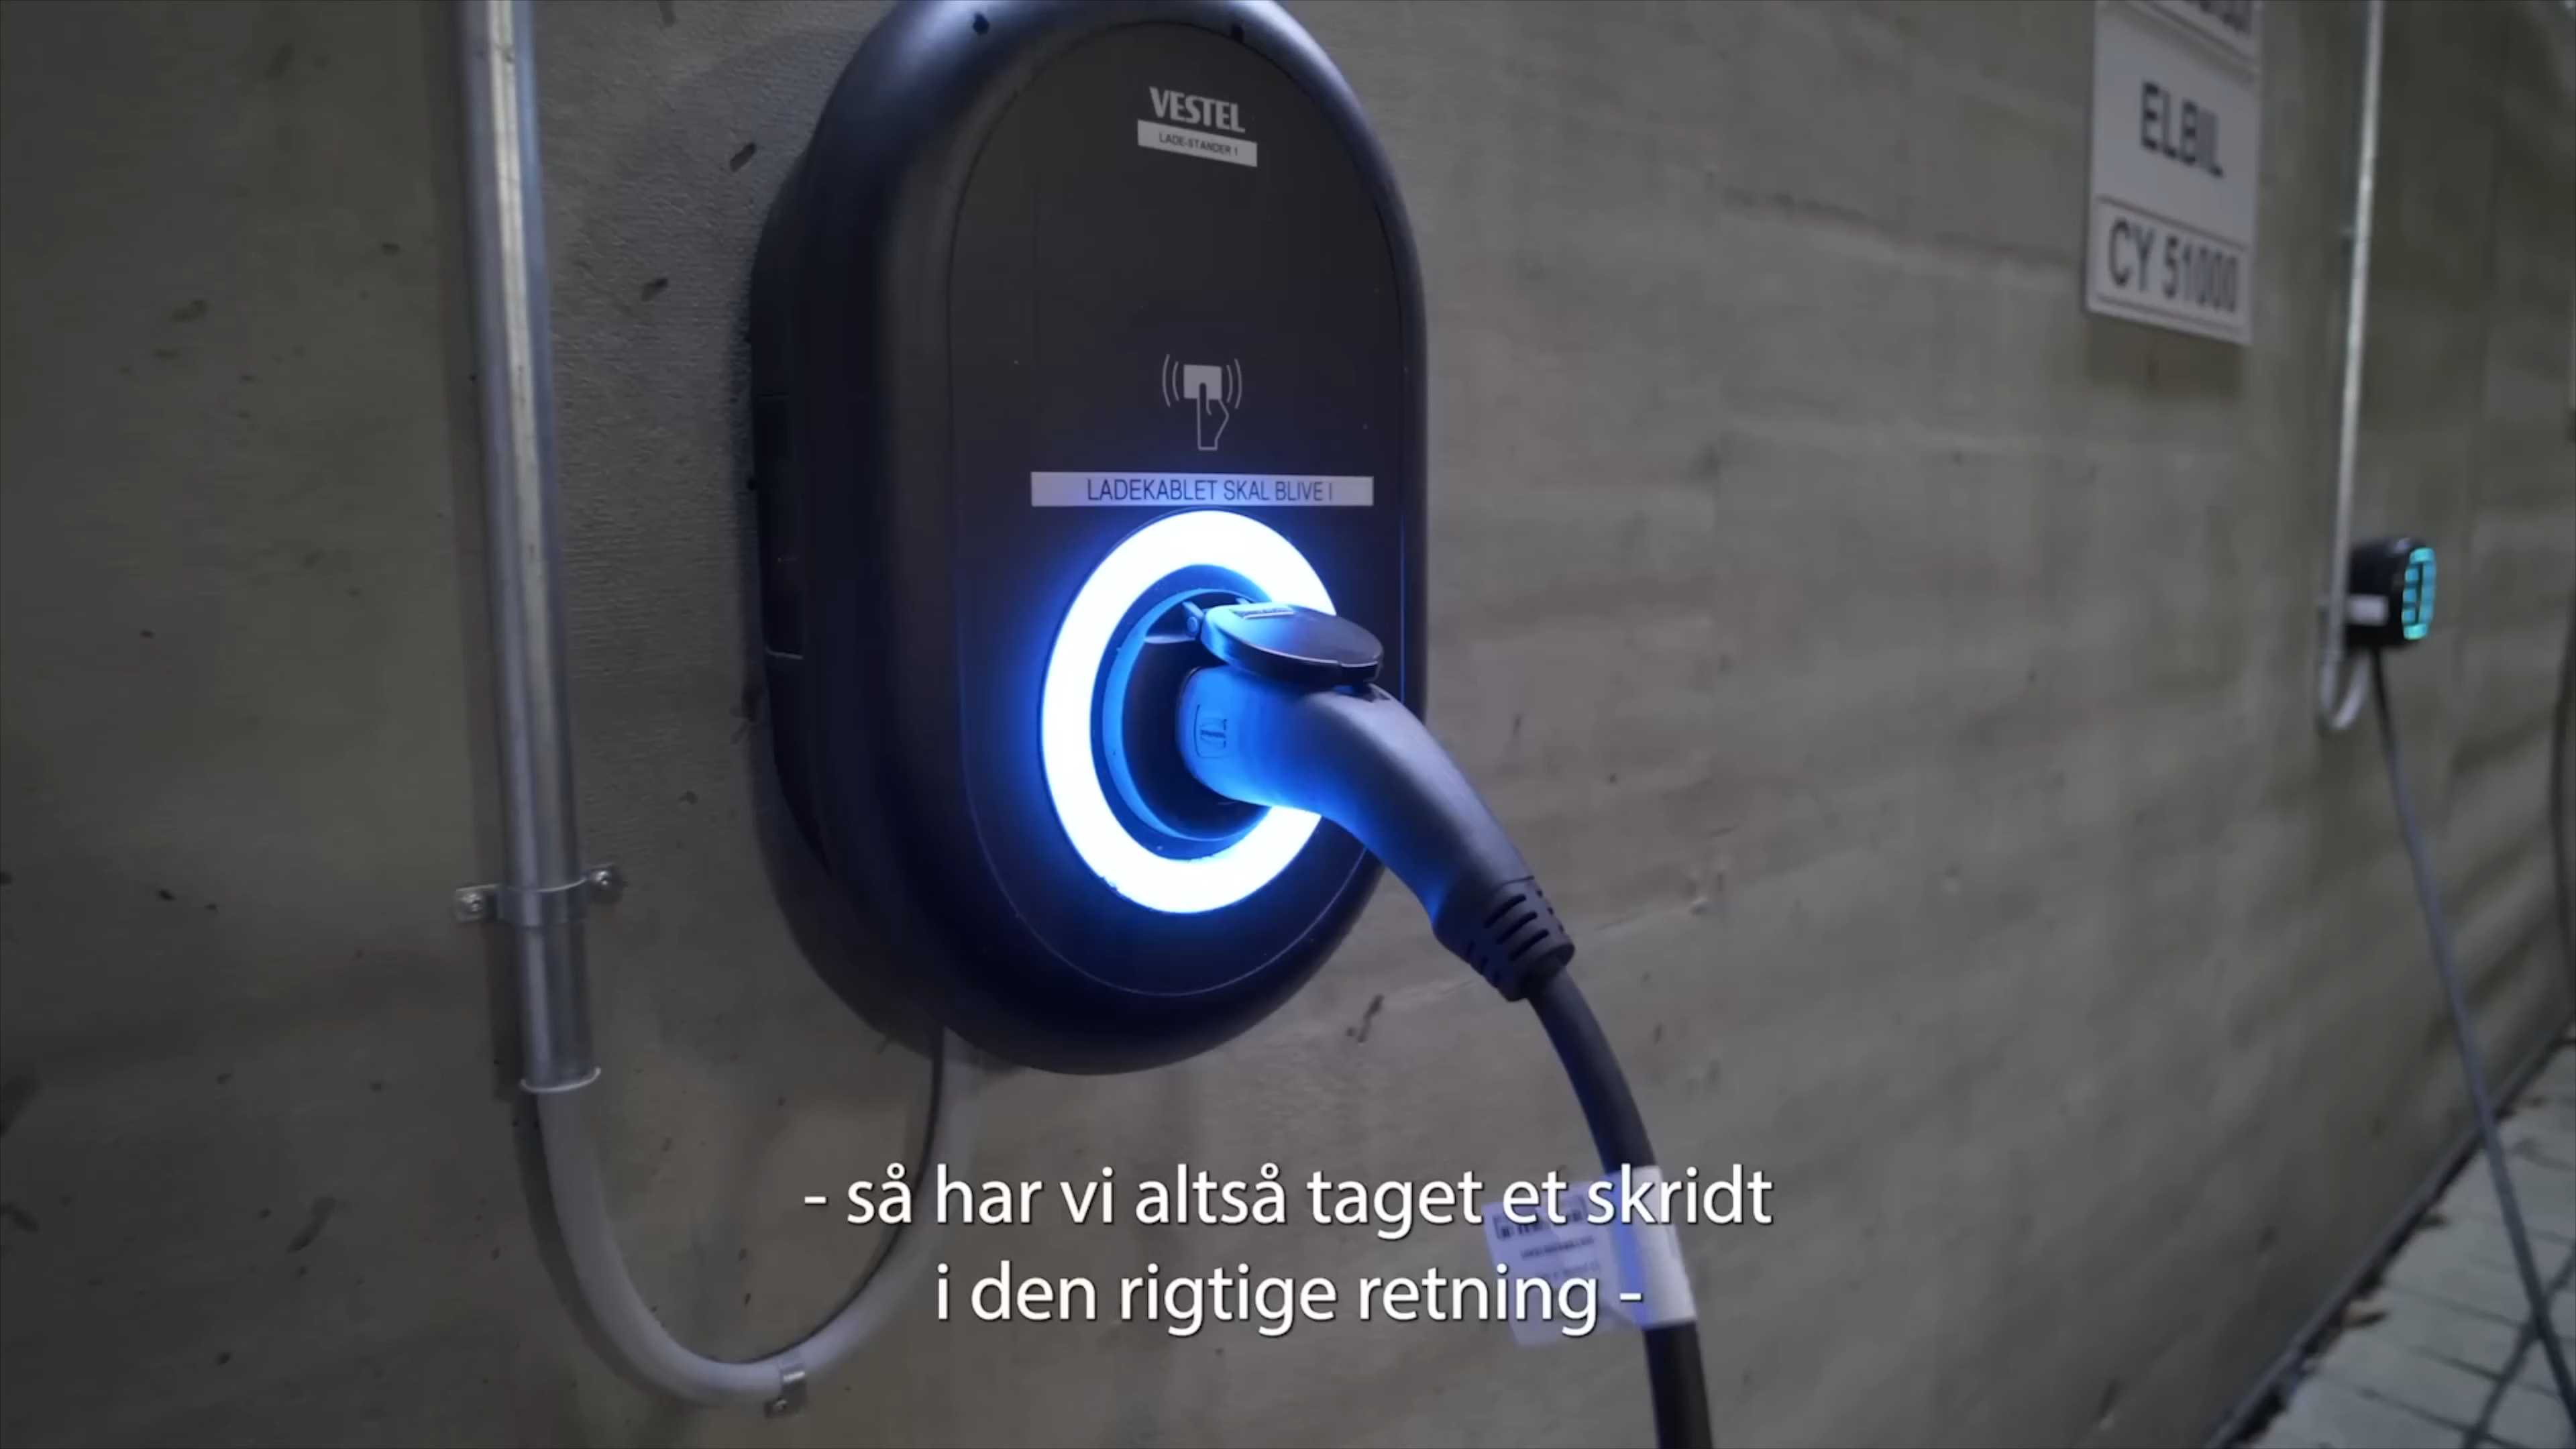 VESTEL
LADE-STANDER 1
LADEKABLET SKAL BLIVE I
ELBIL
CY 51000
- så har vi altså taget et skridt
i den rigtige retning -